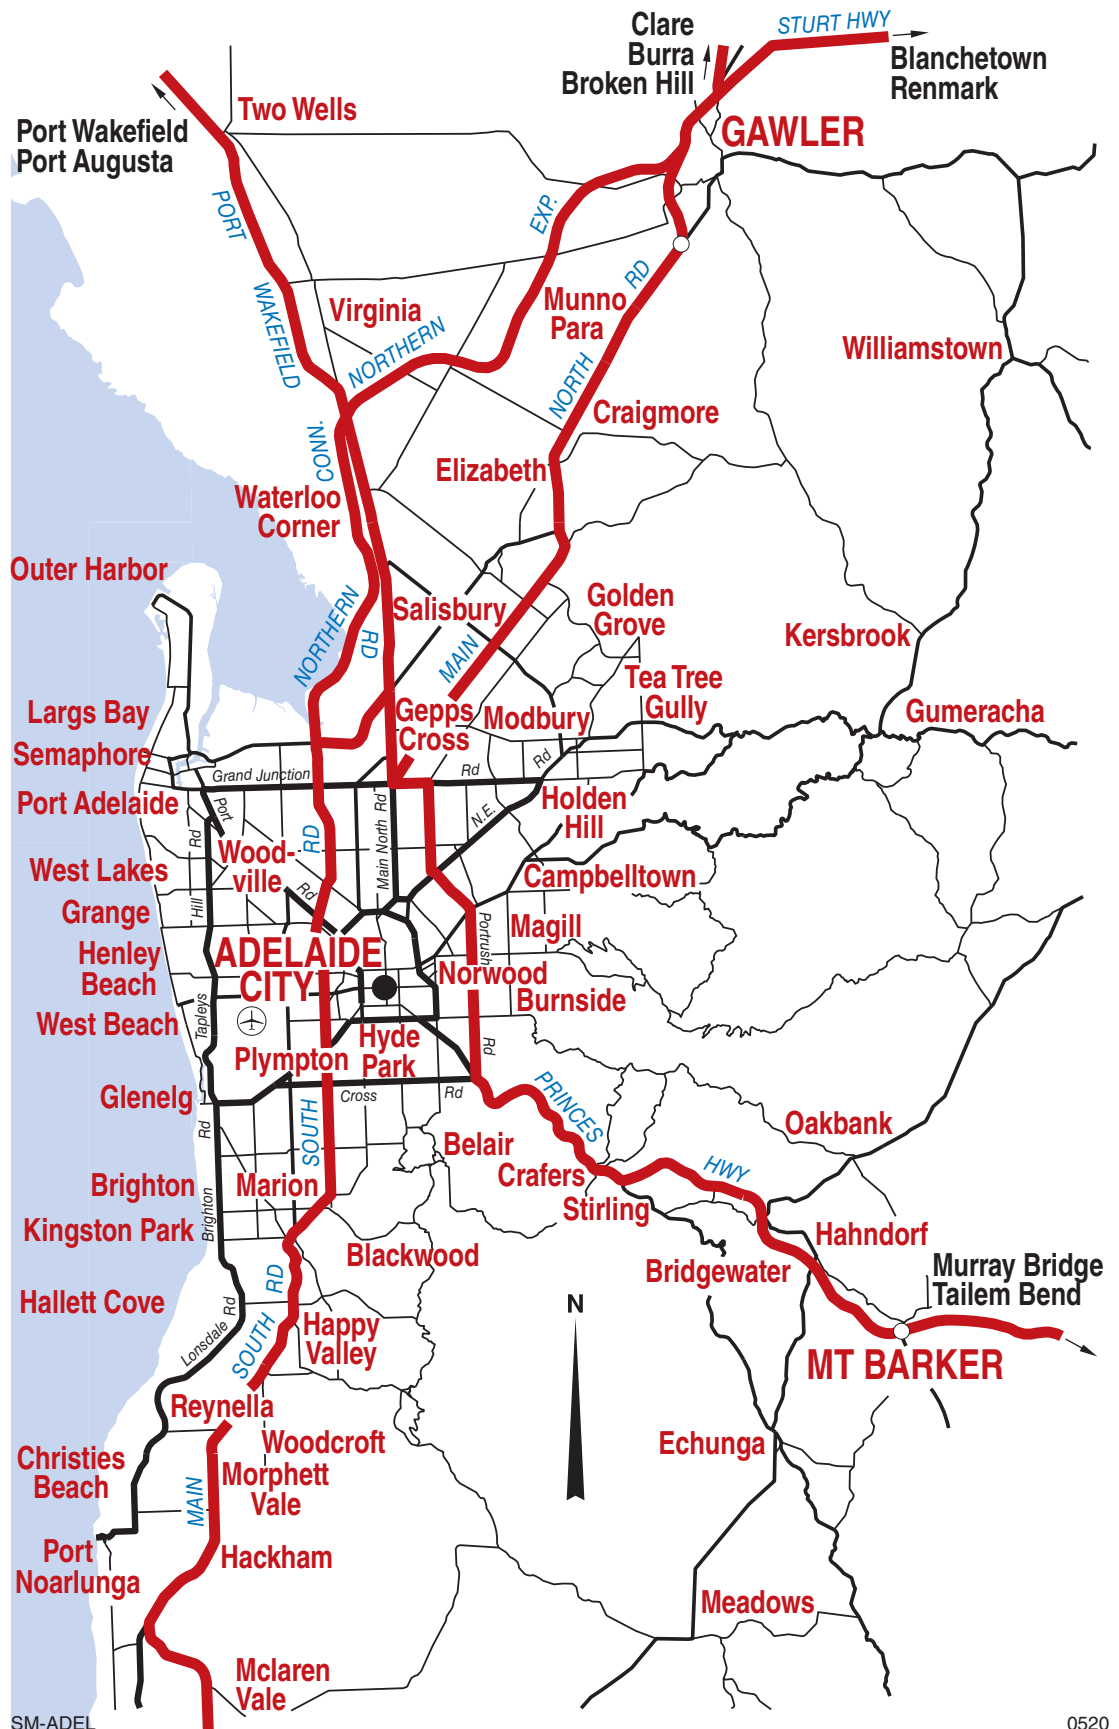 Clare
Burra
Broken Hill
STURT HWY
Blanchetown
Renmark
Two Wells
Port Wakefield
Port Augusta
GAWLER
PORT
EXP.
WAKEFIELD
Virginia
NORTHERN
Munno
Para
RD
NORTH
Williamstown
Craigmore
CONN.
Elizabeth
Waterloo
Corner
Outer Harbor
NORTHERN
RD
Salisbury
MAIN
Golden
Grove
Kersbrook
Tea Tree
Gully
Largs Bay
Semaphore
Gepps
Cross
Modbury
Gumeracha
Grand Junction
Rd
Rd
Port Adelaide
Port
Rd
RD
Main North Rd
N.E.
Holden
Hill
West Lakes
Wood-
ville
Rd
Campbelltown
Grange
Hill
Magill
Portrush
Henley
Beach
ADELAIDE
CITY
Norwood
Burnside
West Beach
Tapleys
Hyde
Park
Plympton
Rd
Glenelg
Cross
Rd
PRINCES
Rd
SOUTH
Belair
Oakbank
Crafers
HWY
Brighton
Marion
Stirling
Kingston Park
Brighton
Hahndorf
Blackwood
Bridgewater
Murray Bridge
Tailem Bend
RD
Hallett Cove
Lonsdale Rd
N
SOUTH
Happy
Valley
MT BARKER
Reynella
Woodcroft
Echunga
Christies
Beach
Morphett
Vale
MAIN
Port
Noarlunga
Hackham
Meadows
Mclaren
Vale
SM-ADEL
0520